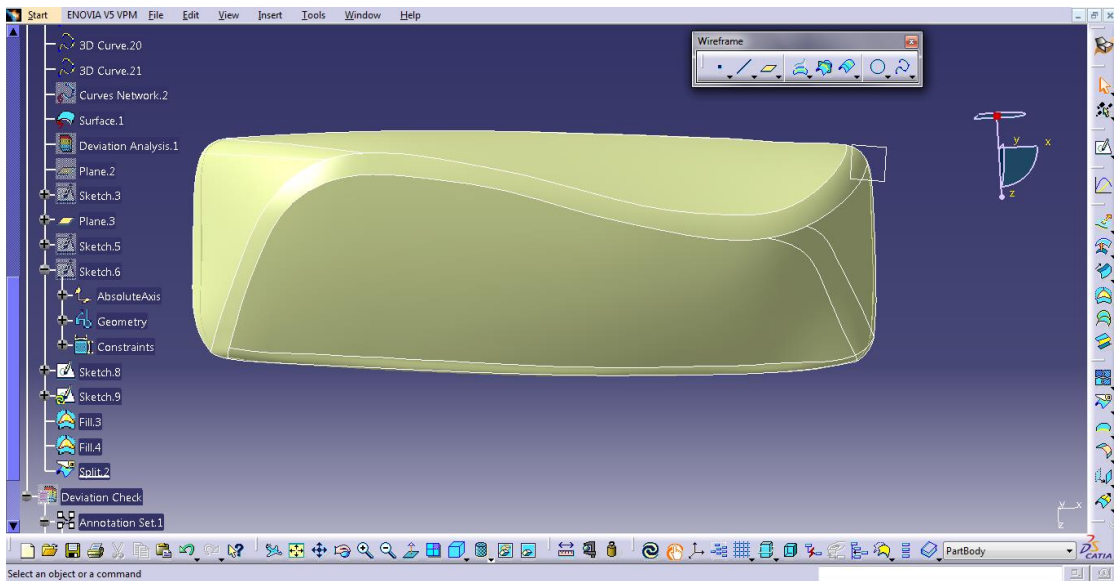 Start ENOVIA V5 VPM File Edit View Insert Tools Window Help
Wireframe
3D Curve.20
3D Curve.21
Curves Network.2
Surface.1
Deviation Analysis.1
Plane.2
Sketch.3
Plane.3
Sketch.5
Sketch.6
AbsoluteAxis
Geometry
Constraints
Sketch.8
Sketch.9
Fill.3
Fill.4
Split.2
Deviation Check
Annotation Set.1
y x
z
y x
z
PartBody
CATIA
Select an object or a command